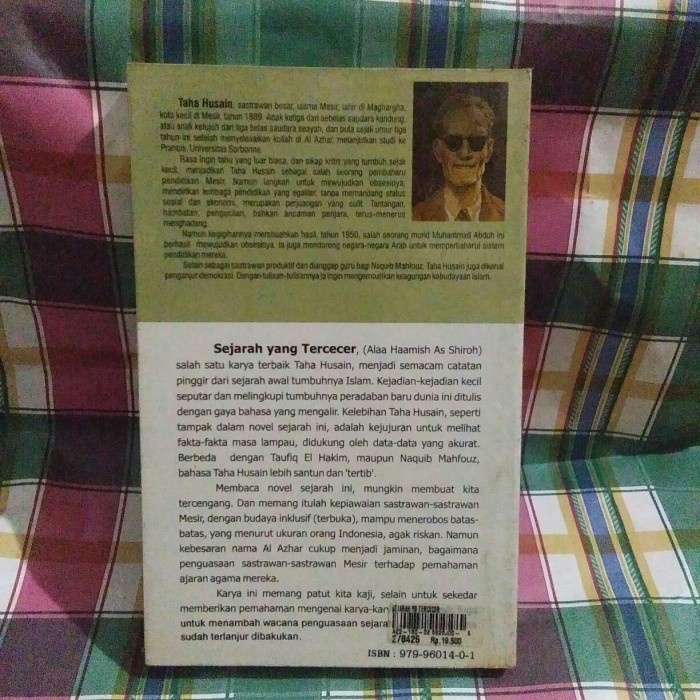 Taha Husain, sastrawan besar, ulama Mesir, lahir di Maghargha,
kota kecil di Mesir, tahun 1889. Anak ketiga dari sebelas saudara kandung,
atau anak ketujuh dari tiga belas saudara seayah, dan buta sejak umur tiga
tahun ini setelah menyelesaikan kuliah di Al Azhar, melanjutkan studi ke
Prancis, Universitas Sorbonne.
Rasa ingin tahu yang luar biasa, dan sikap kritis yang tumbuh sejak
kecil, menjadikan Taha Husain sebagai salah seorang pembaharu
pendidikan Mesir. Namun langkah untuk mewujudkan obsesinya,
mendirikan lembaga pendidikan yang egaliter, tanpa memandang status
sosial dan ekonomi, merupakan perjuangan yang sulit. Tantangan,
hambatan, pengecilan, bahkan ancaman penjara, terus-menerus
menghadang.
Namun kegigihannya membuahkan hasil, tahun 1950, salah seorang murid Muhammad Abduh ini
berhasil mewujudkan obsesinya. Ia juga mendorong negara-negara Arab untuk memperbaharui sistem
pendidikan mereka.
Selain sebagai sastrawan produktif dan dianggap guru bagi Naquib Mahfouz, Taha Husain juga dikenal
penganjur demokrasi. Dengan tulisan-tulisannya ia ingin mengembalikan keagungan kebudayaan Islam.
Sejarah yang Tercecer, (Alaa Haamish As Shiroh)
salah satu karya terbaik Taha Husain, menjadi semacam catatan
pinggir dari sejarah awal tumbuhnya Islam. Kejadian-kejadian kecil
seputar dan melingkupi tumbuhnya peradaban baru dunia ini ditulis
dengan gaya bahasa yang mengalir. Kelebihan Taha Husain, seperti
tampak dalam novel sejarah ini, adalah kejujuran untuk melihat
fakta-fakta masa lampau, didukung oleh data-data yang akurat.
Berbeda dengan Taufiq El Hakim, maupun Naquib Mahfouz,
bahasa Taha Husain lebih santun dan 'tertib'.
Membaca novel sejarah ini, mungkin membuat kita
tercengang. Dan memang itulah kepiawaian sastrawan-sastrawan
Mesir, dengan budaya inklusif (terbuka), mampu menerobos batas-
batas, yang menurut ukuran orang Indonesia, agak riskan. Namun
kebesaran nama Al Azhar cukup menjadi jaminan, bagaimana
penguasaan sastrawan-sastrawan Mesir terhadap pemahaman
ajaran agama mereka.
Karya ini memang patut kita kaji, selain untuk sekedar
memberikan pemahaman mengenai karya-kar
untuk menambah wacana penguasaan sejara
sudah terlanjur dibakukan.
SEJARAH YG TERCECER
278426 Rp.19,500
ISBN : 979-96014-0-1